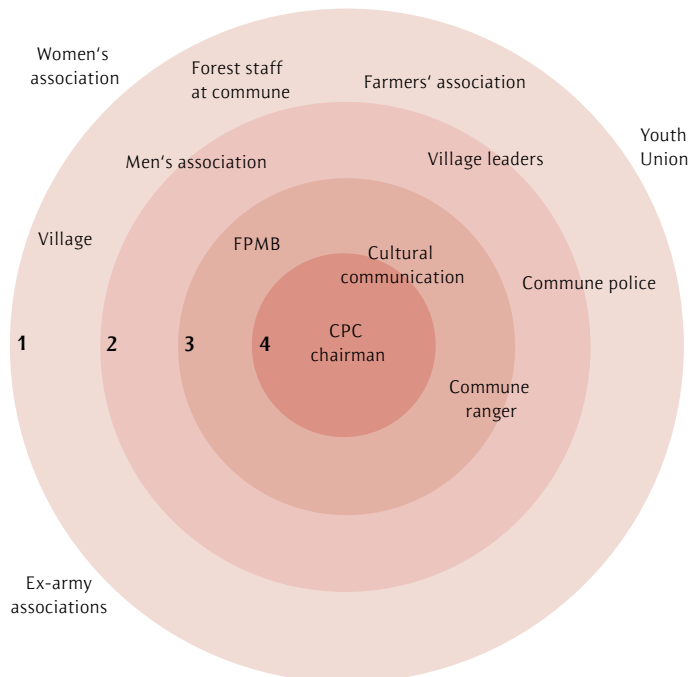 Women‘s
association
Forest staff
at commune
Farmers‘ association
Youth
Union
Men‘s association
Village leaders
Village
FPMB
Cultural
communication
Commune police
1
2
3
4
CPC
chairman
Commune
ranger
Ex-army
associations